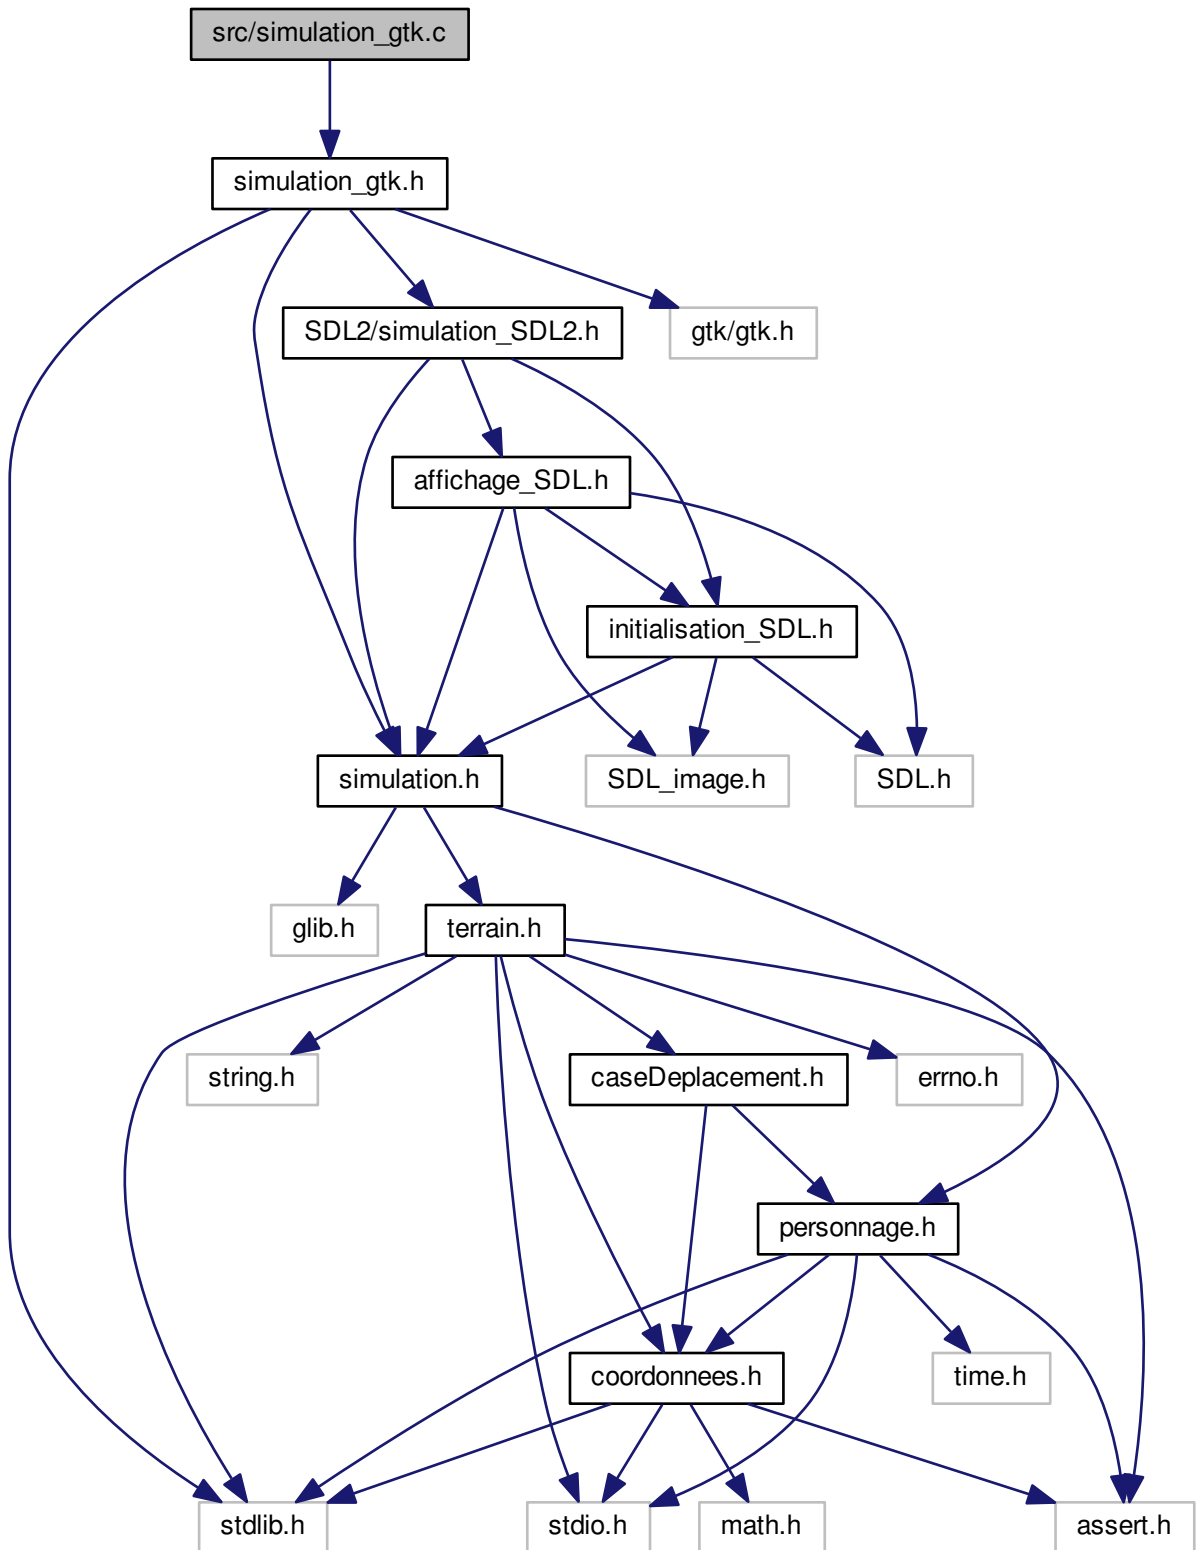 src/simulation_gtk.c
simulation_gtk.h
SDL2/simulation_SDL2.h
gtk/gtk.h
affichage_SDL.h
initialisation_SDL.h
simulation.h
SDL_image.h
SDL.h
glib.h
terrain.h
string.h
caseDeplacement.h
errno.h
personnage.h
coordonnees.h
time.h
stdlib.h
stdio.h
math.h
assert.h